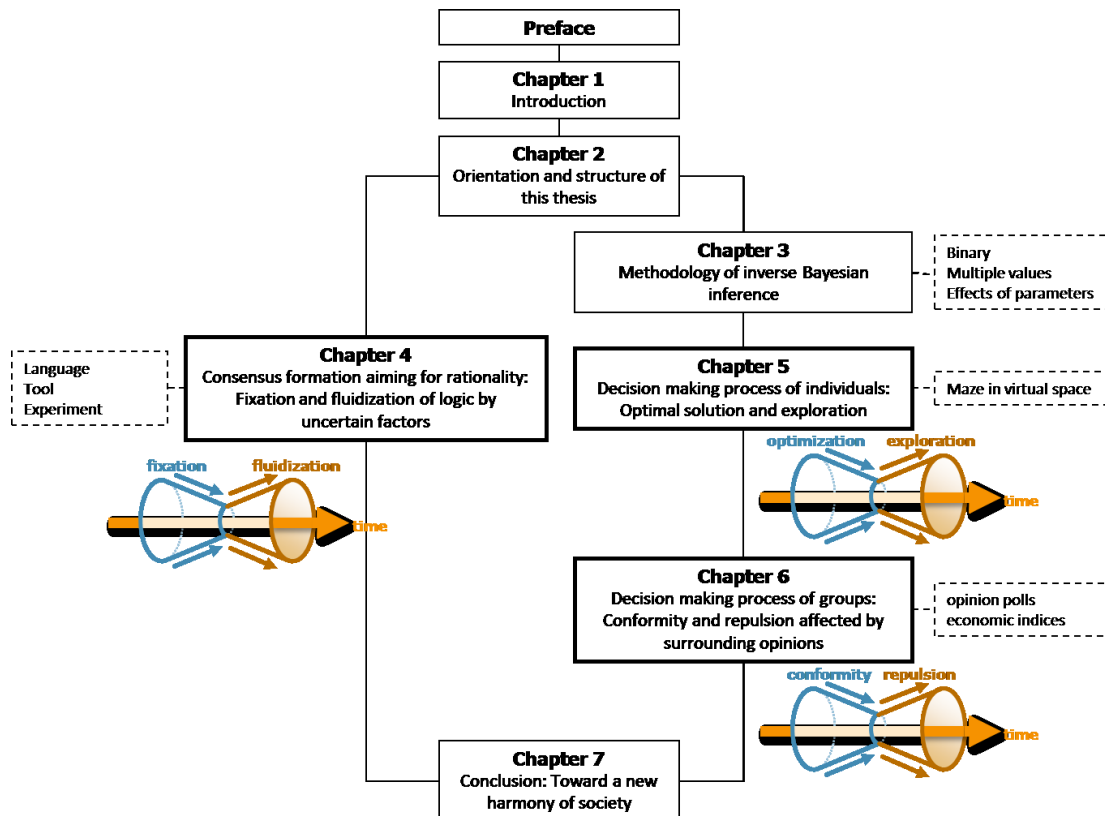 Preface
Chapter 1
Introduction
Chapter 2
Orientation and structure of
this thesis
Chapter 3
Methodology of inverse Bayesian
inference
Binary
Multiple values
Effects of parameters
Chapter 4
Consensus formation aiming for rationality:
Fixation and fluidization of logic by
uncertain factors
Language
Tool
Experiment
Chapter 5
Decision making process of individuals:
Optimal solution and exploration
Maze in virtual space
fixation
fluidization
time
optimization
exploration
time
Chapter 6
Decision making process of groups:
Conformity and repulsion affected by
surrounding opinions
opinion polls
economic indices
conformity
repulsion
time
Chapter 7
Conclusion: Toward a new
harmony of society